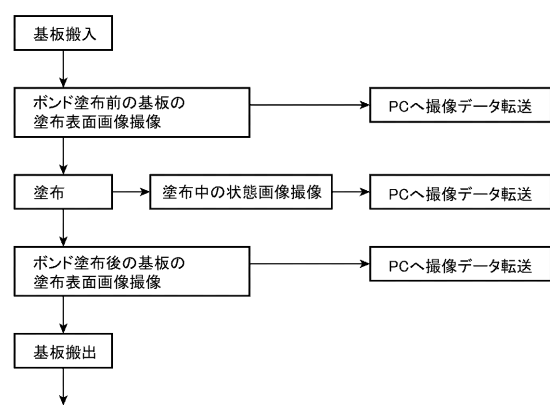 基板搬入
ボンド塗布前の基板の
塗布表面画像撮像
PCへ撮像データ転送
塗布
塗布中の状態画像撮像
PCへ撮像データ転送
ボンド塗布後の基板の
塗布表面画像撮像
PCへ撮像データ転送
基板搬出